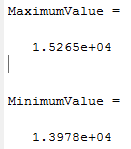 MaximumValue =
1.5265e+04
MinimumValue =
1.3978e+04